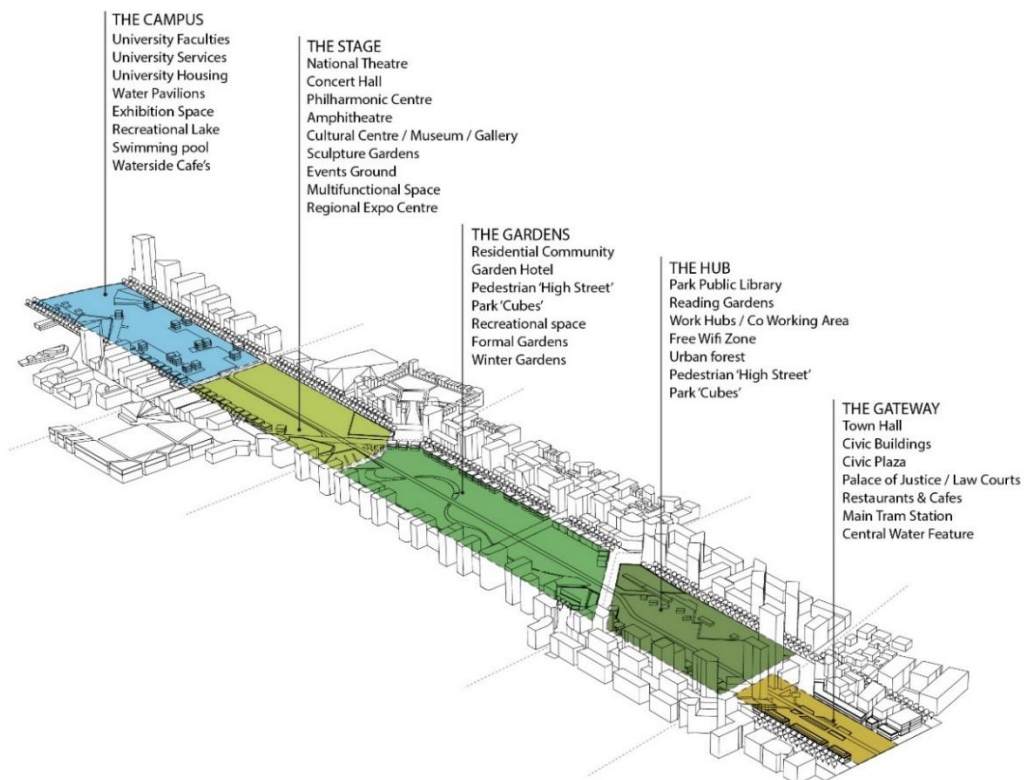 THE CAMPUS
University Faculties
University Services
University Housing
Water Pavilions
Exhibition Space
Recreational Lake
Swimming pool
Waterside Cafe's
THE STAGE
National Theatre
Concert Hall
Philharmonic Centre
Amphitheatre
Cultural Centre / Museum / Gallery
Sculpture Gardens
Events Ground
Multifunctional Space
Regional Expo Centre
THE GARDENS
Residential Community
Garden Hotel
Pedestrian 'High Street'
Park 'Cubes'
Recreational space
Formal Gardens
Winter Gardens
THE HUB
Park Public Library
Reading Gardens
Work Hubs / Co Working Area
Free Wifi Zone
Urban forest
Pedestrian 'High Street'
Park 'Cubes'
THE GATEWAY
Town Hall
Civic Buildings
Civic Plaza
Palace of Justice / Law Courts
Restaurants & Cafes
Main Tram Station
Central Water Feature